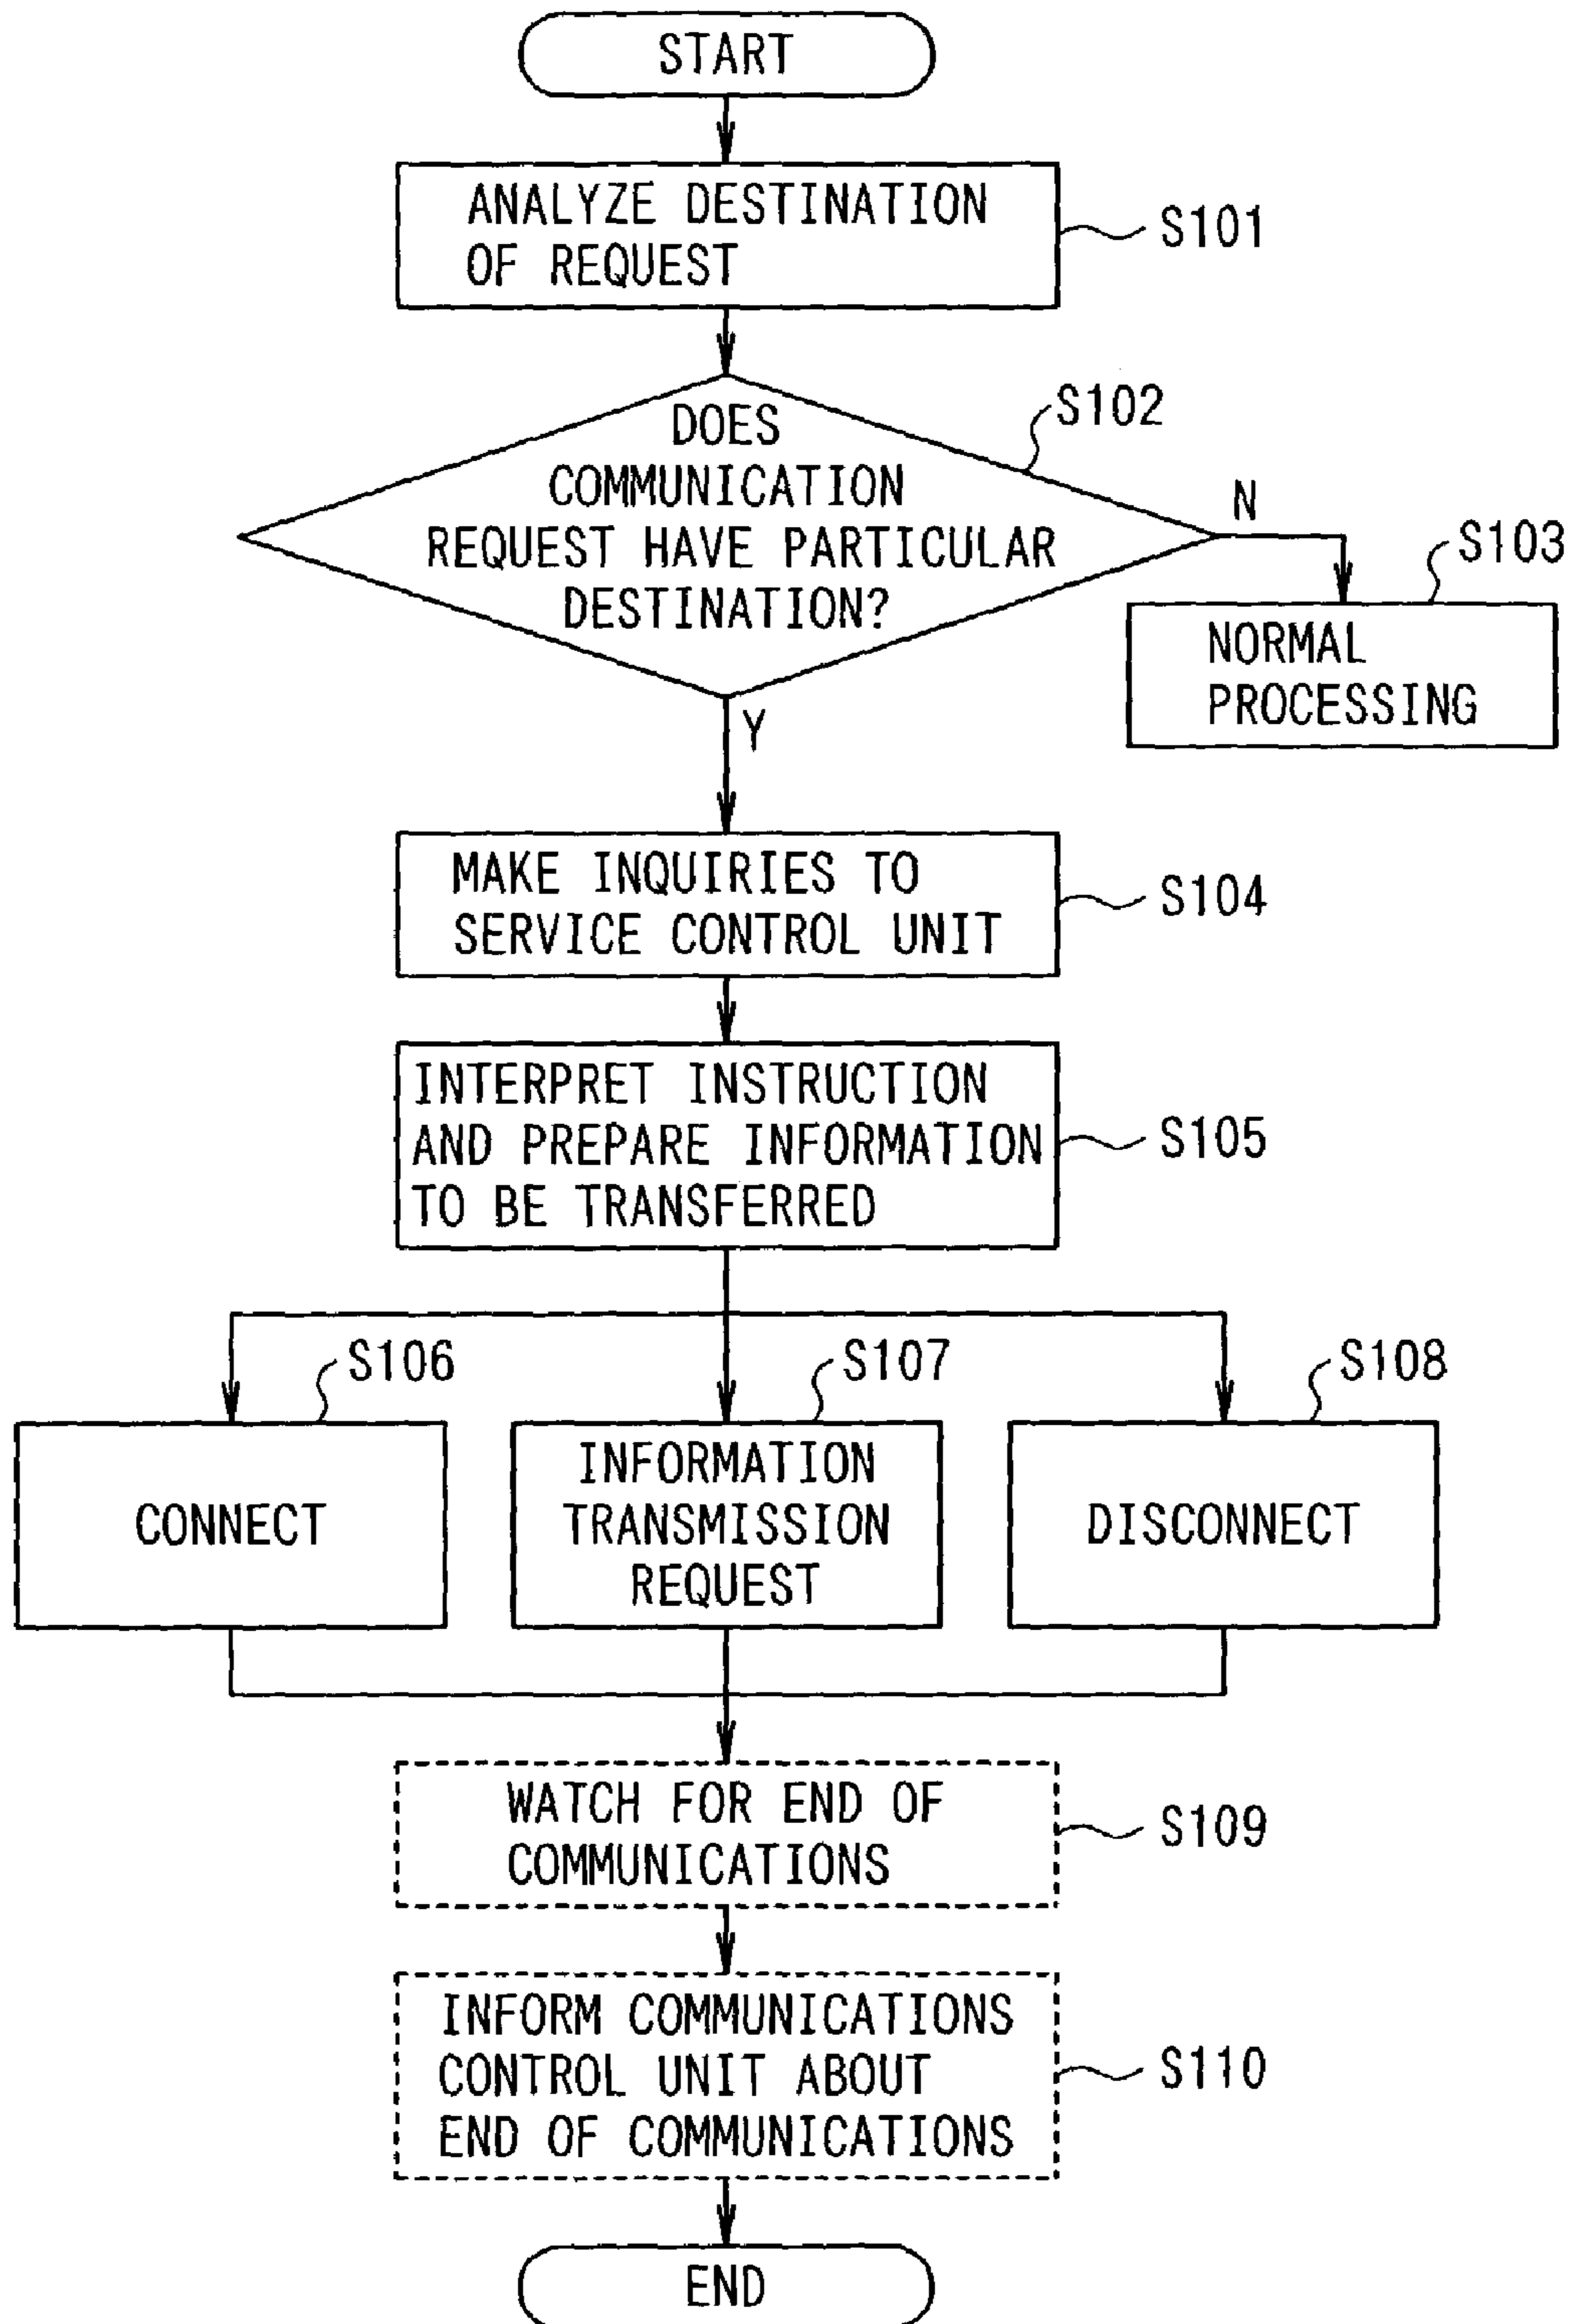 START
ANALYZE DESTINATION
OF REQUEST
S101
DOES
COMMUNICATION
REQUEST HAVE PARTICULAR
DESTINATION?
S102
N
S103
NORMAL
PROCESSING
Y
MAKE INQUIRIES TO
SERVICE CONTROL UNIT
S104
INTERPRET INSTRUCTION
AND PREPARE INFORMATION
TO BE TRANSFERRED
S105
S106
CONNECT
S107
INFORMATION
TRANSMISSION
REQUEST
S108
DISCONNECT
WATCH FOR END OF
COMMUNICATIONS
S109
INFORM COMMUNICATIONS
CONTROL UNIT ABOUT
END OF COMMUNICATIONS
S110
END